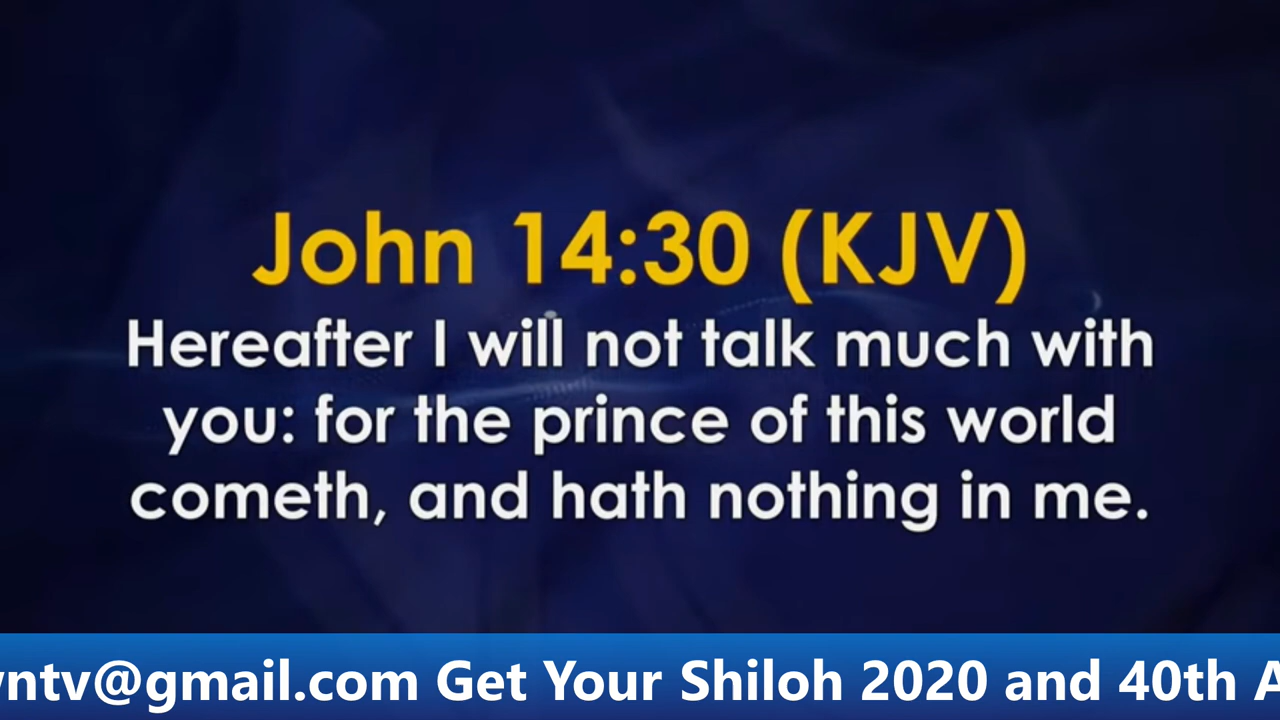 John 14:30 (KJV)
Hereafter I will not talk much with
you: for the prince of this world
cometh, and hath nothing in me.
ntv@gmail.com Get Your Shiloh 2020 and 40th